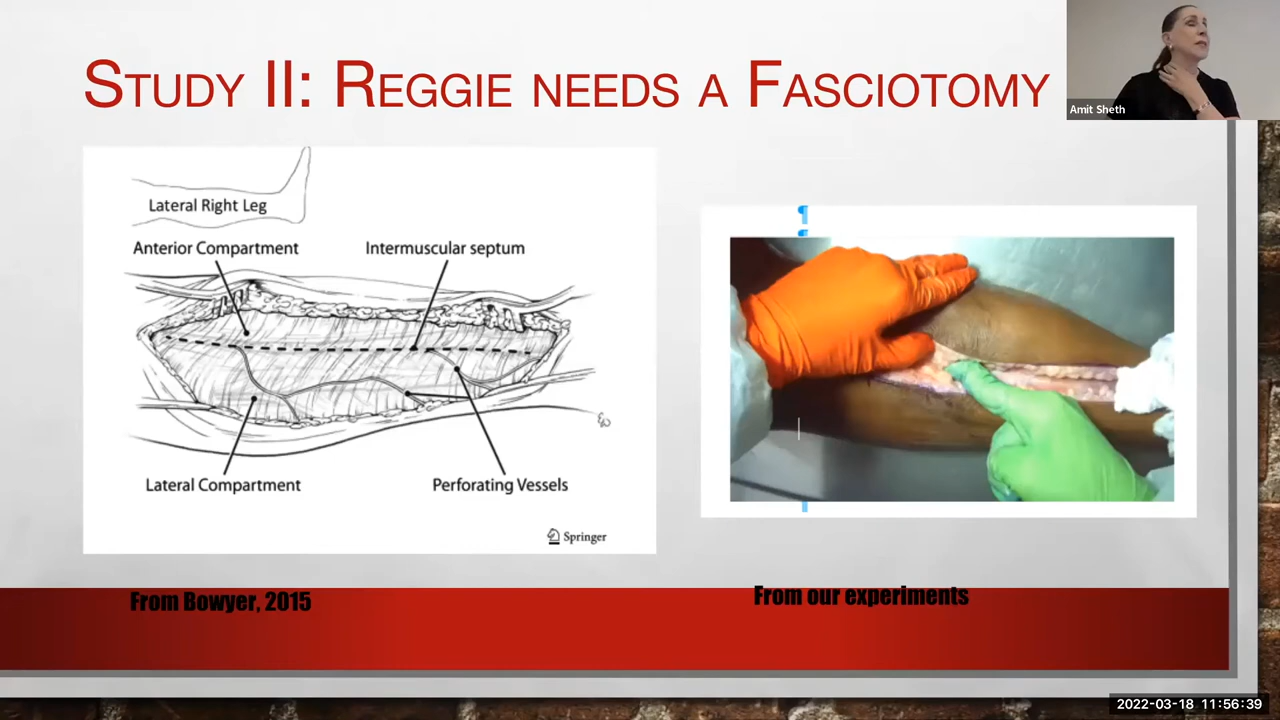 STUDY II: REGGIE NEEDS A FASCIOTOMY
Amit Sheth
Lateral Right Leg
Anterior Compartment
Intermuscular septum
Lateral Compartment
Perforating Vessels
Springer
From Bowyer, 2015
From our experiments
2022-03-18 11:56:39